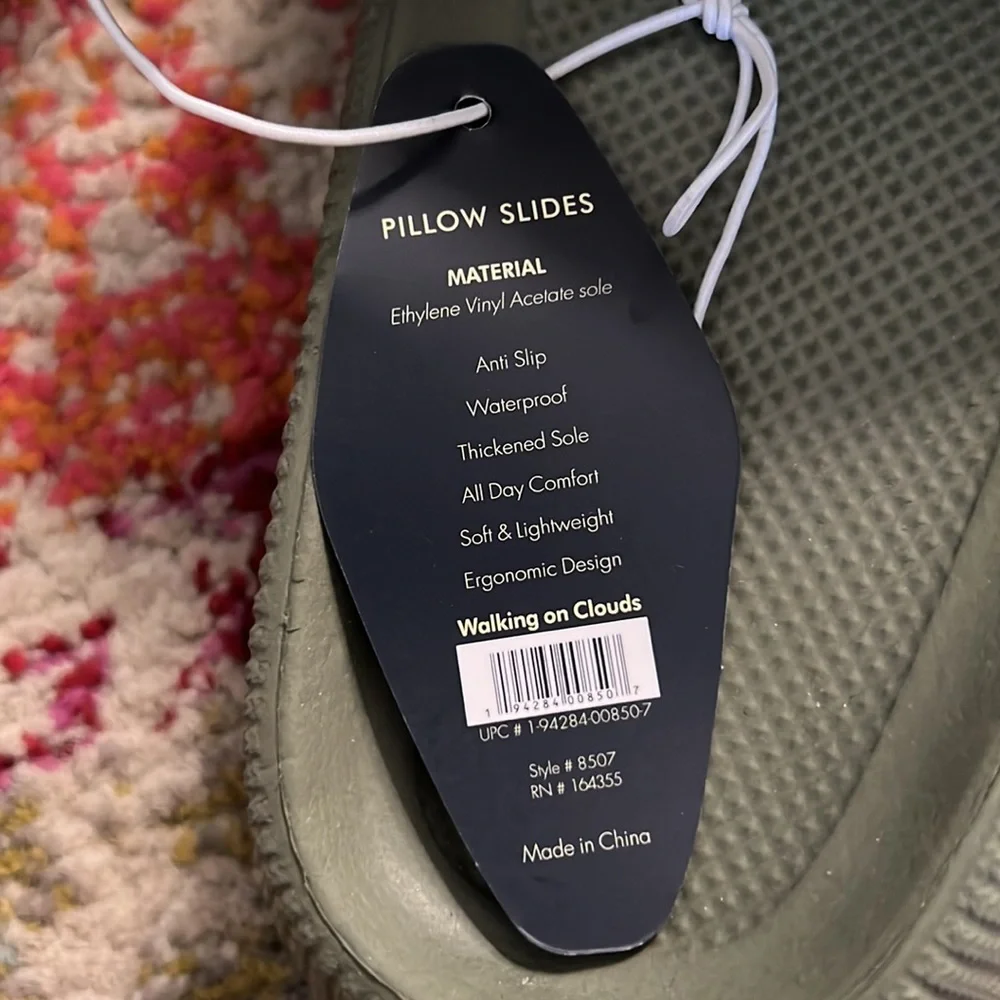 PILLOW SLIDES
MATERIAL
Ethylene Vinyl Acetate sole
Anti Slip
Waterproof
Thickened Sole
All Day Comfort
Soft & Lightweight
Ergonomic Design
Walking on Clouds
1 94284 00850 7
UPC # 1-94284-00850-7
Style # 8507
RN # 164355
Made in China